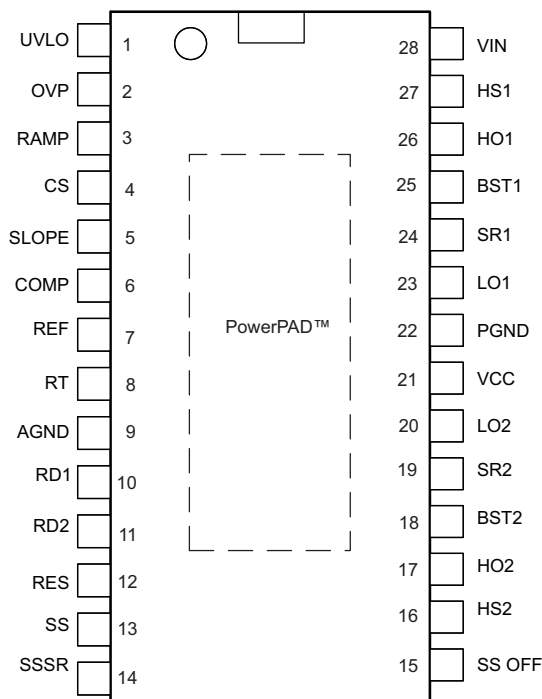 UVLO 1 28 VIN
OVP 2 27 HS1
RAMP 3 26 HO1
CS 4 25 BST1
SLOPE 5 24 SR1
COMP 6 23 LO1
REF 7 PowerPAD™ 22 PGND
RT 8 21 VCC
AGND 9 20 LO2
RD1 10 19 SR2
RD2 11 18 BST2
RES 12 17 HO2
SS 13 16 HS2
SSSR 14 15 SS OFF